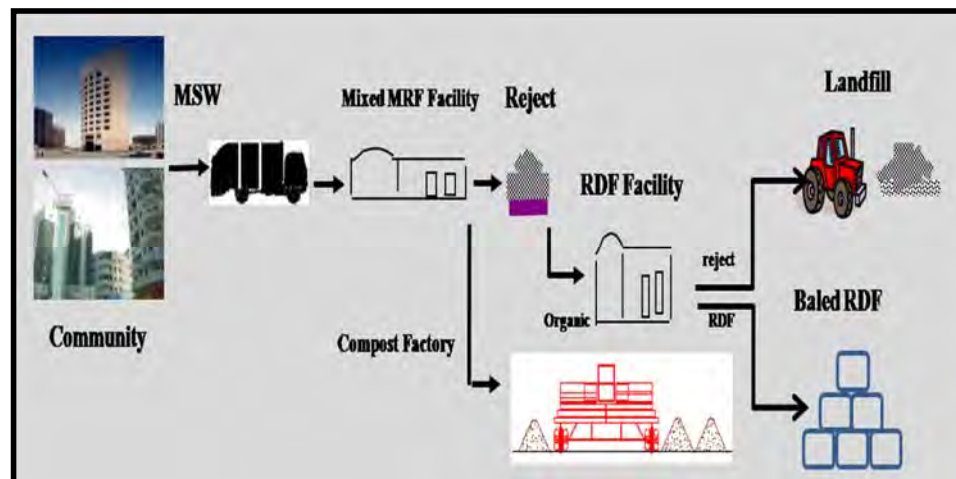 MSW
Mixed MRF Facility
Reject
Landfill
RDF Facility
reject
Organic
RDF
Baled RDF
Community
Compost Factory